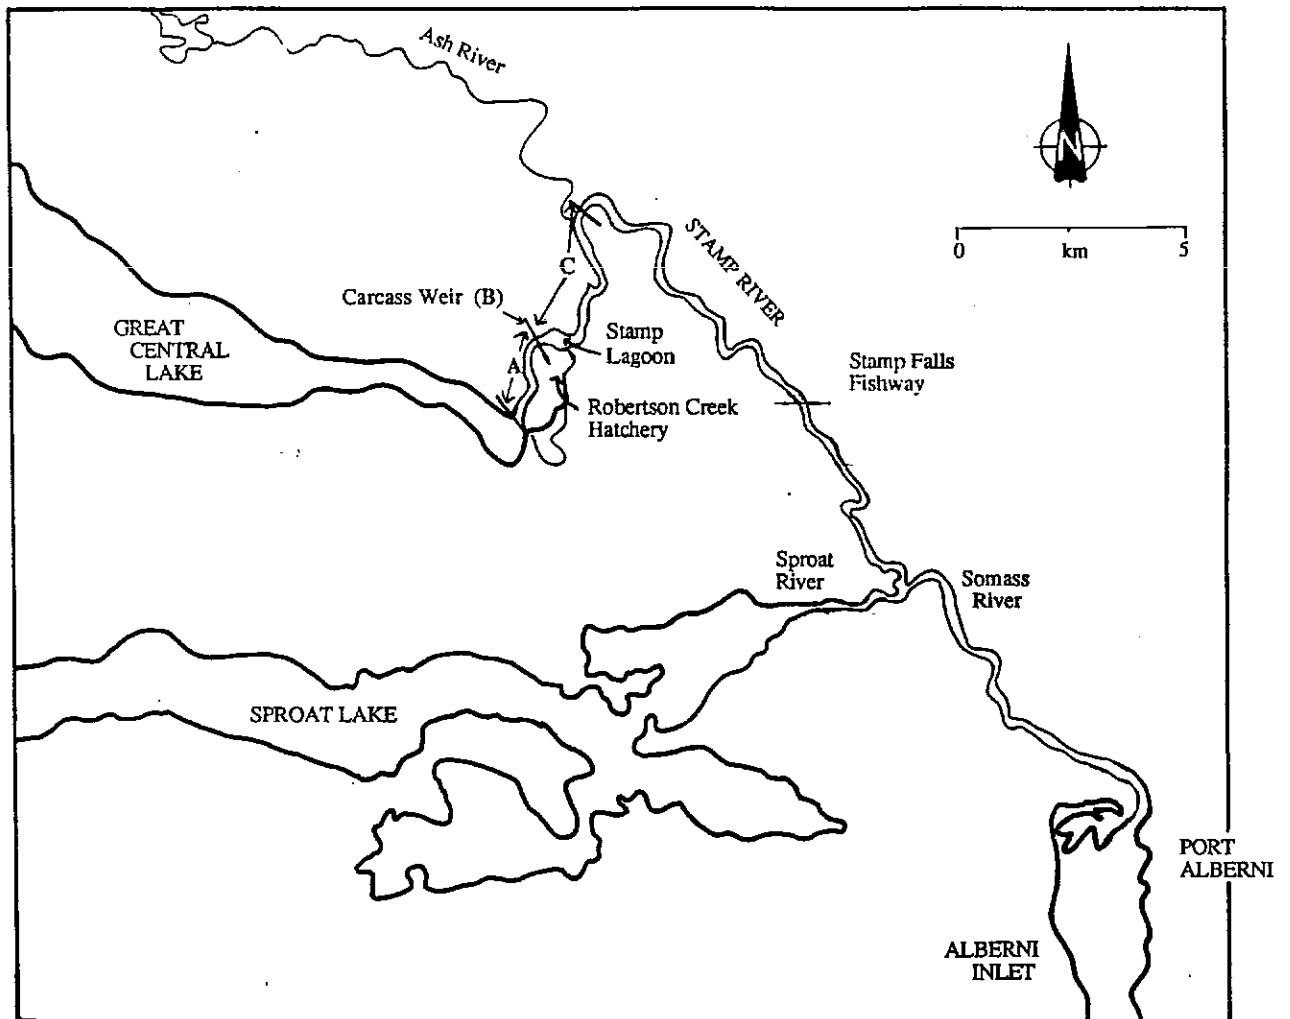 Ash River
N
STAMP RIVER
0 km 5
C
Carcass Weir (B)
GREAT
CENTRAL
LAKE
Stamp
Lagoon
A
Stamp Falls
Fishway
Robertson Creek
Hatchery
Sproat
River
Somass
River
SPROAT LAKE
PORT
ALBERNI
ALBERNI
INLET